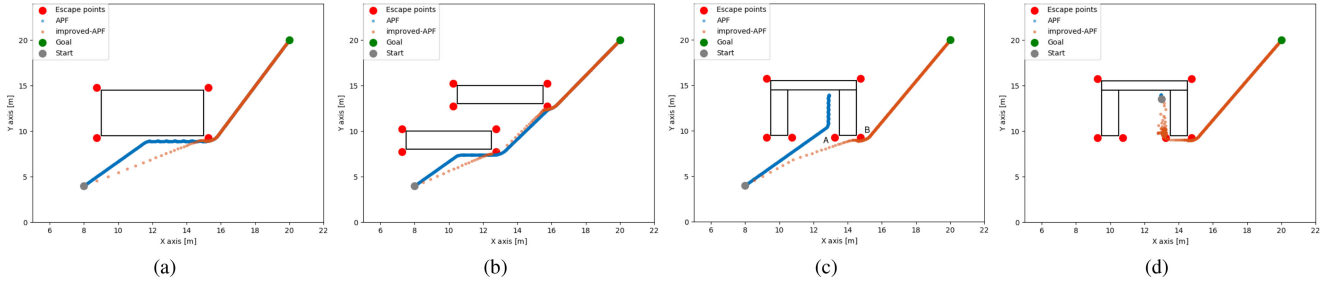 Escape points
APF
improved-APF
Goal
Start
20
15
10
5
0
Y axis [m]
6 8 10 12 14 16 18 20 22
X axis [m]
(a)
Escape points
APF
improved-APF
Goal
Start
20
15
10
5
0
Y axis [m]
6 8 10 12 14 16 18 20 22
X axis [m]
(b)
Escape points
APF
improved-APF
Goal
Start
20
15
10
5
0
Y axis [m]
A
B
6 8 10 12 14 16 18 20 22
X axis [m]
(c)
Escape points
APF
improved-APF
Goal
Start
20
15
10
5
0
Y axis [m]
6 8 10 12 14 16 18 20 22
X axis [m]
(d)